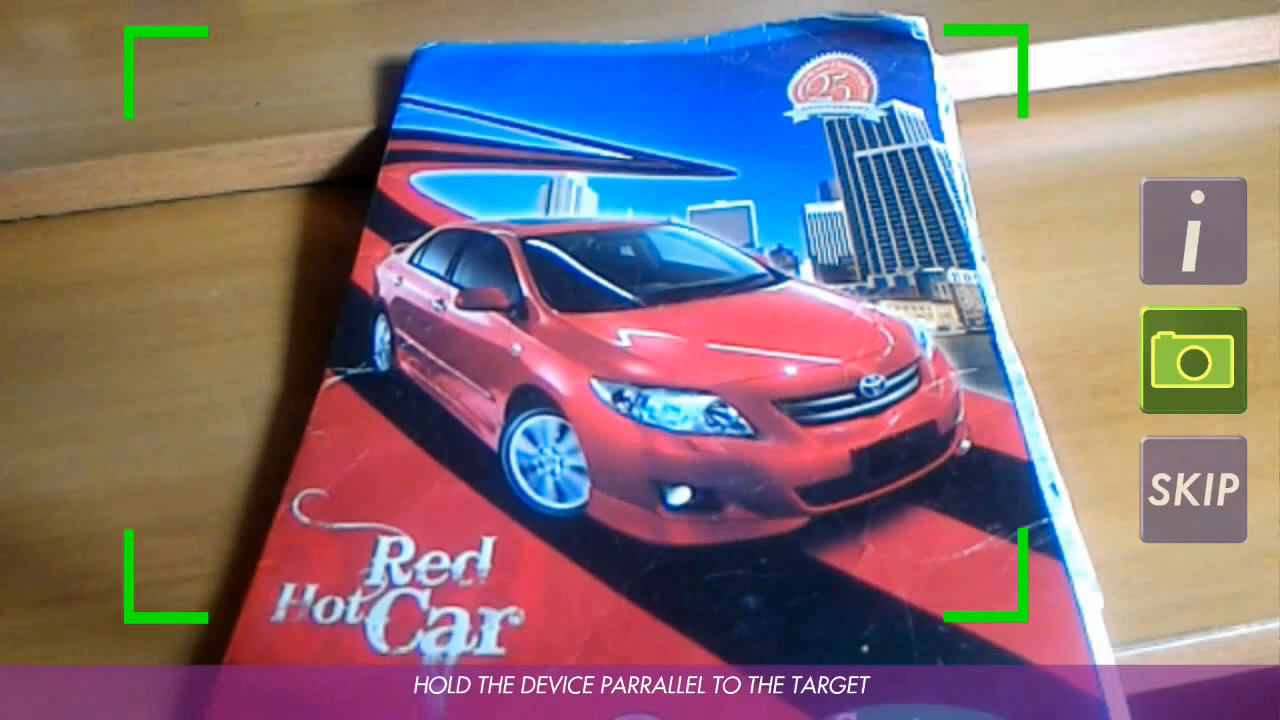 25
i
SKIP
Red
Hot Car
HOLD THE DEVICE PARRALLEL TO THE TARGET